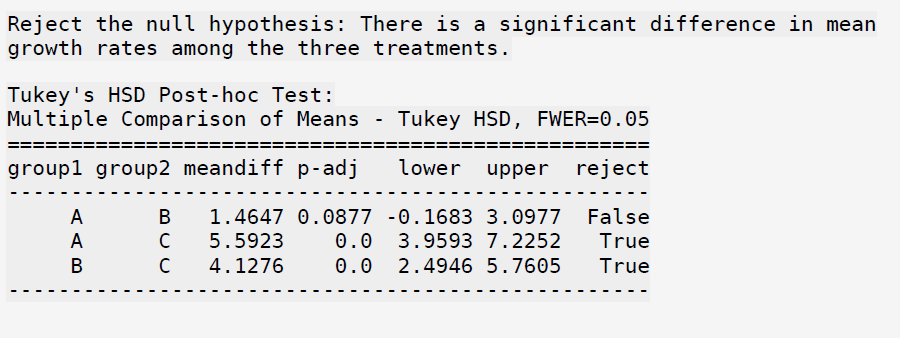 Reject the null hypothesis: There is a significant difference in mean
growth rates among the three treatments.
Tukey's HSD Post-hoc Test:
Multiple Comparison of Means - Tukey HSD, FWER=0.05
=====================================================
group1 group2 meandiff p-adj   lower  upper  reject
-----------------------------------------------------
     A      B   1.4647 0.0877 -0.1683 3.0977  False
     A      C   5.5923    0.0  3.9593 7.2252   True
     B      C   4.1276    0.0  2.4946 5.7605   True
-----------------------------------------------------